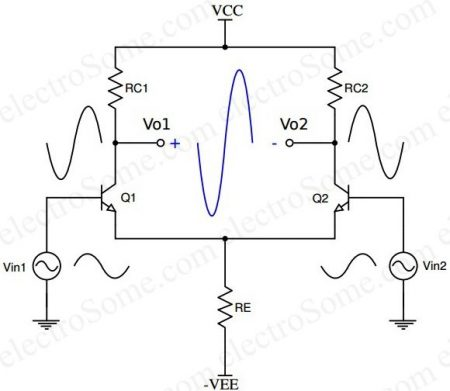 VCC
RC1
RC2
Vo1
Vo2
+
-
Q1
Q2
Vin1
Vin2
RE
-VEE
electroSome.com